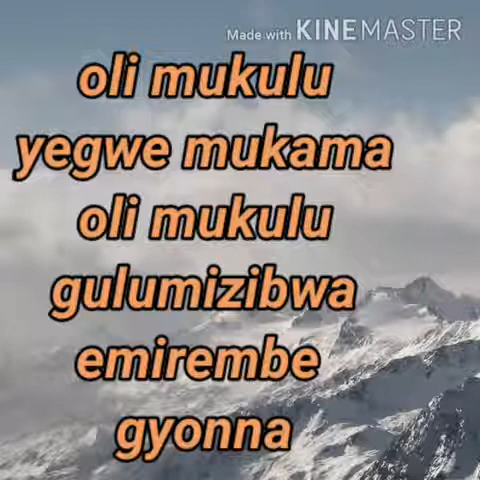 Made with KINEMASTER
oli mukulu
yegwe mukama
oli mukulu
gulumizibwa
emirembe
gyonna